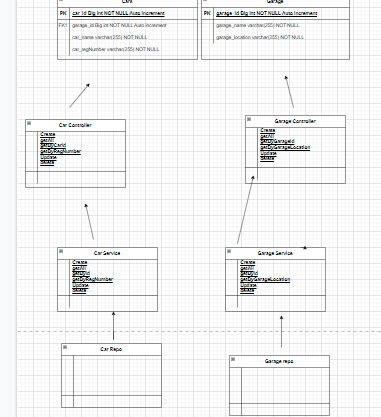 Cars
Garage
PK car_id Big Int NOT NULL Auto Increment
PK garage_id Big Int NOT NULL Auto Increment
FK1 garage_id Big Int NOT NULL Auto Increment
garage_name varchar(255) NOT NULL
car_name varchar(255) NOT NULL
garage_location varchar(255) NOT NULL
car_regNumber varchar(255) NOT NULL
Car Controller
Create
getAll
getByCarId
getByRegNumber
Update
delete
Garage Controller
Create
getAll
getByGarageId
getByGarageLocation
Update
delete
Car Service
Create
getAll
getById
getByRegNumber
Update
delete
Garage Service
Create
getAll
getById
getByGarageLocation
Update
delete
Car Repo
Garage repo